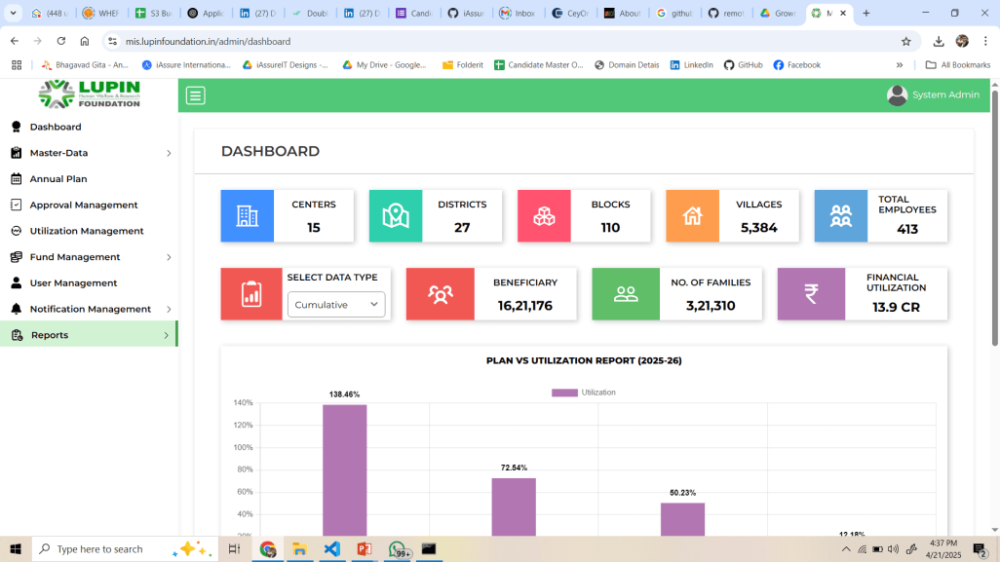 (448 u
WHEF
S3 Bu
Applic
(27) D
Doubl
(27) D
Candi
iAssur
Inbox
CeyOr
About
githul
remot
Grow
M
mis.lupinfoundation.in/admin/dashboard
Bhagavad Gita - An...
iAssure Internationa...
iAssureIT Designs -...
My Drive - Google...
Folderit
Candidate Master O...
Domain Detais
LinkedIn
GitHub
Facebook
»
All Bookmarks
LUPIN
Human Welfare & Research
FOUNDATION
System Admin
Dashboard
Master-Data
Annual Plan
Approval Management
Utilization Management
Fund Management
User Management
Notification Management
Reports
DASHBOARD
CENTERS
15
DISTRICTS
27
BLOCKS
110
VILLAGES
5,384
TOTAL
EMPLOYEES
413
SELECT DATA TYPE
Cumulative
BENEFICIARY
16,21,176
NO. OF FAMILIES
3,21,310
₹
FINANCIAL
UTILIZATION
13.9 CR
PLAN VS UTILIZATION REPORT (2025-26)
Utilization
138.46%
72.54%
50.23%
12.18%
140%
120%
100%
80%
60%
40%
20%
Type here to search
99+
4:37 PM
4/21/2025
2